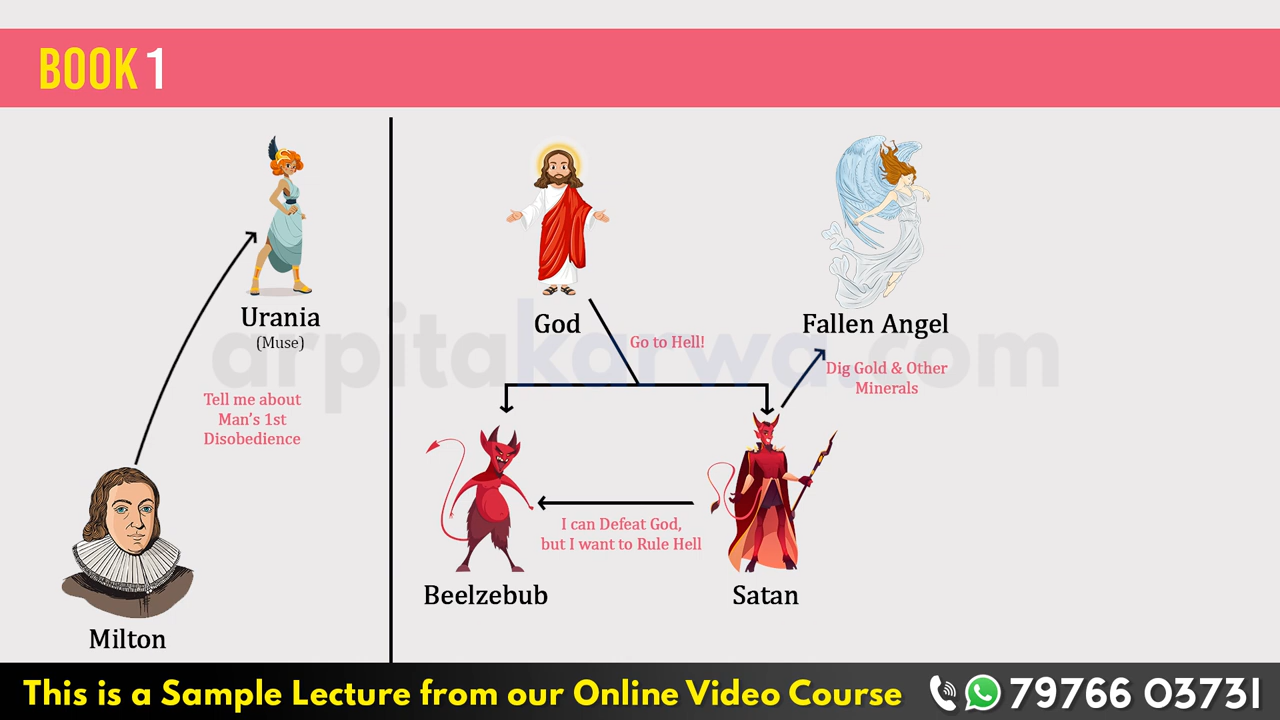 BOOK 1
Urania
(Muse)
Tell me about
Man's 1st
Disobedience
Milton
God
Go to Hell!
Fallen Angel
Dig Gold & Other
Minerals
I can Defeat God,
but I want to Rule Hell
Beelzebub
Satan
arpitakarwa.com
This is a Sample Lecture from our Online Video Course
79766 03731